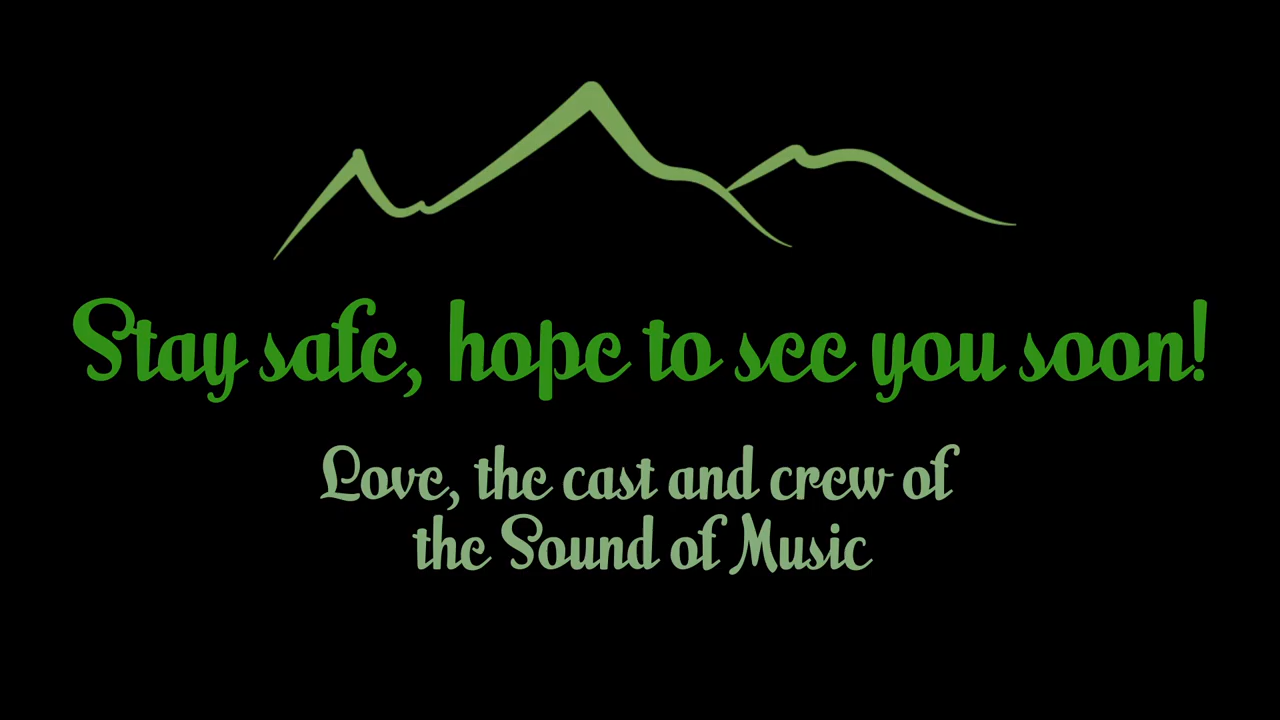 Stay safe, hope to see you soon!
Love, the cast and crew of
the Sound of Music